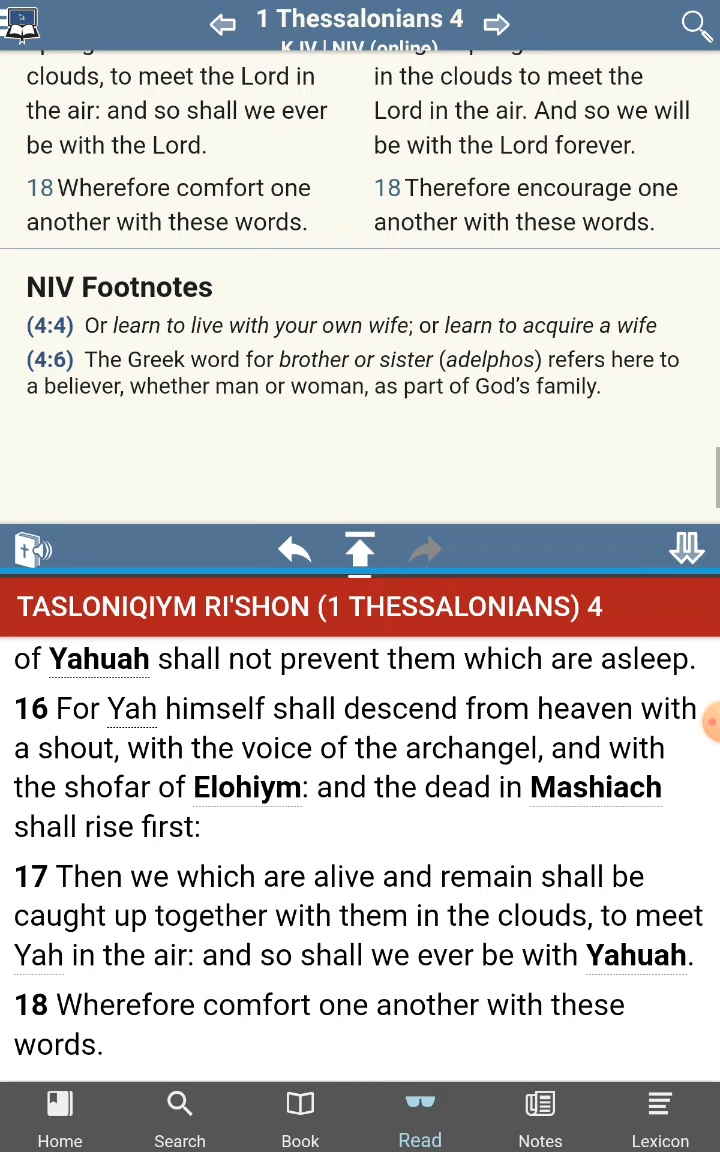 1 Thessalonians 4
KJV | NIV (online)
clouds, to meet the Lord in
the air: and so shall we ever
be with the Lord.
18 Wherefore comfort one
another with these words.
in the clouds to meet the
Lord in the air. And so we will
be with the Lord forever.
18 Therefore encourage one
another with these words.
NIV Footnotes
(4:4) Or learn to live with your own wife; or learn to acquire a wife
(4:6) The Greek word for brother or sister (adelphos) refers here to
a believer, whether man or woman, as part of God’s family.
TASLONIQIYM RI'SHON (1 THESSALONIANS) 4
of Yahuah shall not prevent them which are asleep.
16 For Yah himself shall descend from heaven with
a shout, with the voice of the archangel, and with
the shofar of Elohiym: and the dead in Mashiach
shall rise first:
17 Then we which are alive and remain shall be
caught up together with them in the clouds, to meet
Yah in the air: and so shall we ever be with Yahuah.
18 Wherefore comfort one another with these
words.
Home
Search
Book
Read
Notes
Lexicon